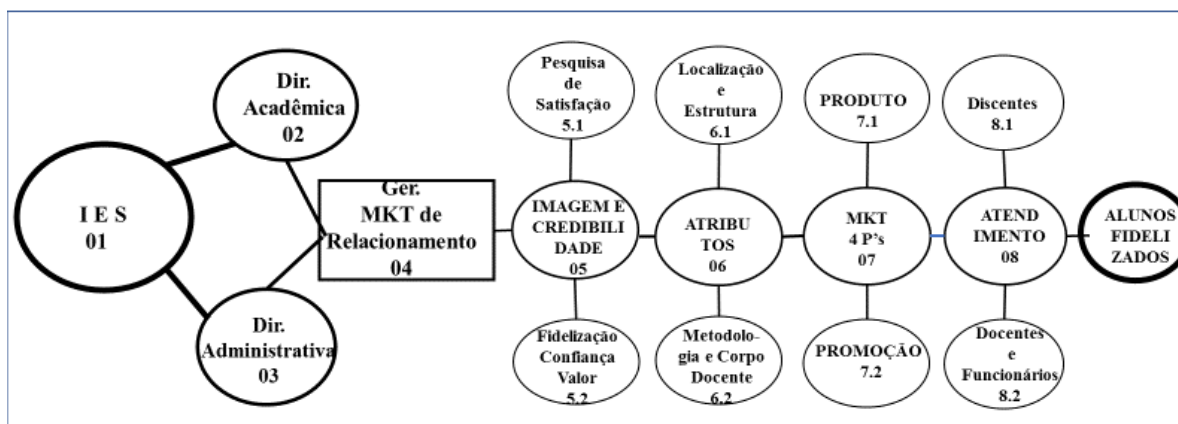 I E S
01
Dir.
Acadêmica
02
Dir.
Administrativa
03
Ger.
MKT de
Relacionamento
04
Pesquisa
de
Satisfação
5.1
IMAGEM E
CREDIBILI
DADE
05
Fidelização
Confiança
Valor
5.2
Localização
e
Estrutura
6.1
ATRIBU
TOS
06
Metodolo-
gia e Corpo
Docente
6.2
PRODUTO
7.1
MKT
4 P's
07
PROMOÇÃO
7.2
Discentes
8.1
ATEND
IMENTO
08
Docentes
e
Funcionários
8.2
ALUNOS
FIDELI
ZADOS